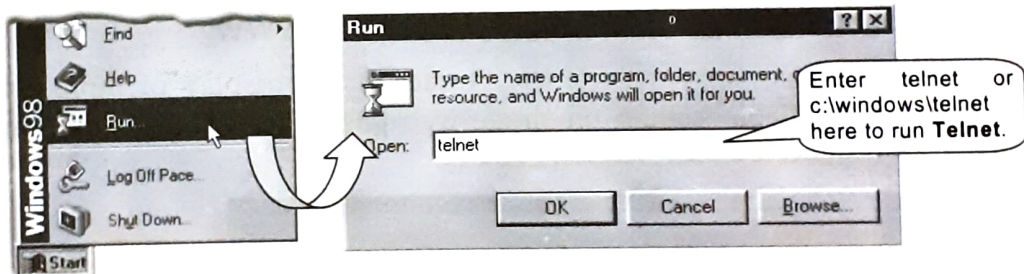 Windows98
Find
Help
Run...
Log Off Pace...
Shut Down...
Start
Run
Type the name of a program, folder, document,
resource, and Windows will open it for you.
Open:
telnet
OK
Cancel
Browse...
Enter telnet or
c:\windows\telnet
here to run Telnet.